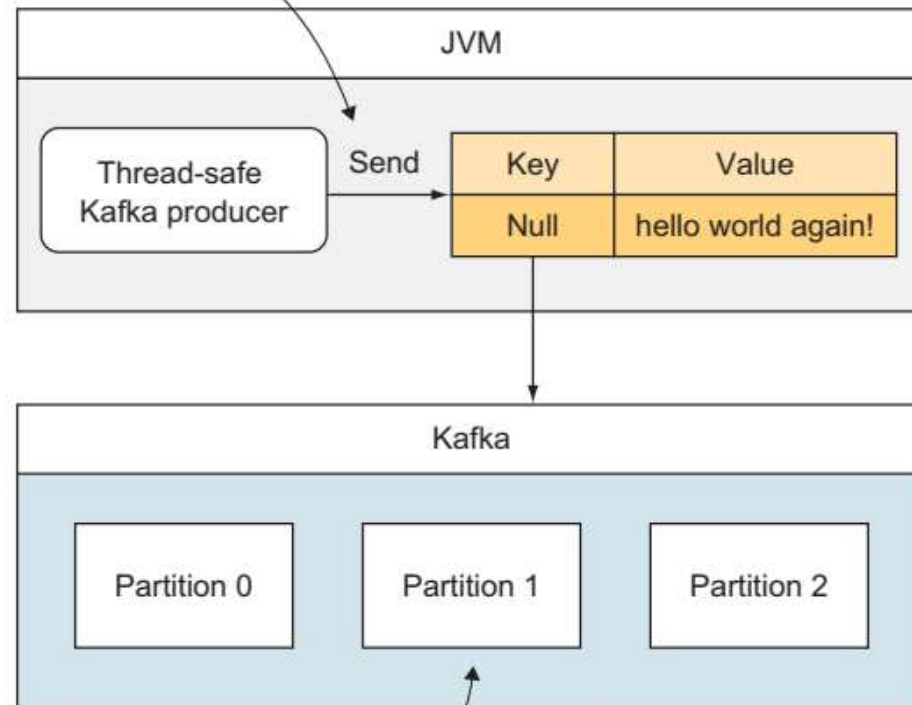 JVM
Thread-safe
Kafka producer
Send
Key
Value
Null
hello world again!
Kafka
Partition 0
Partition 1
Partition 2